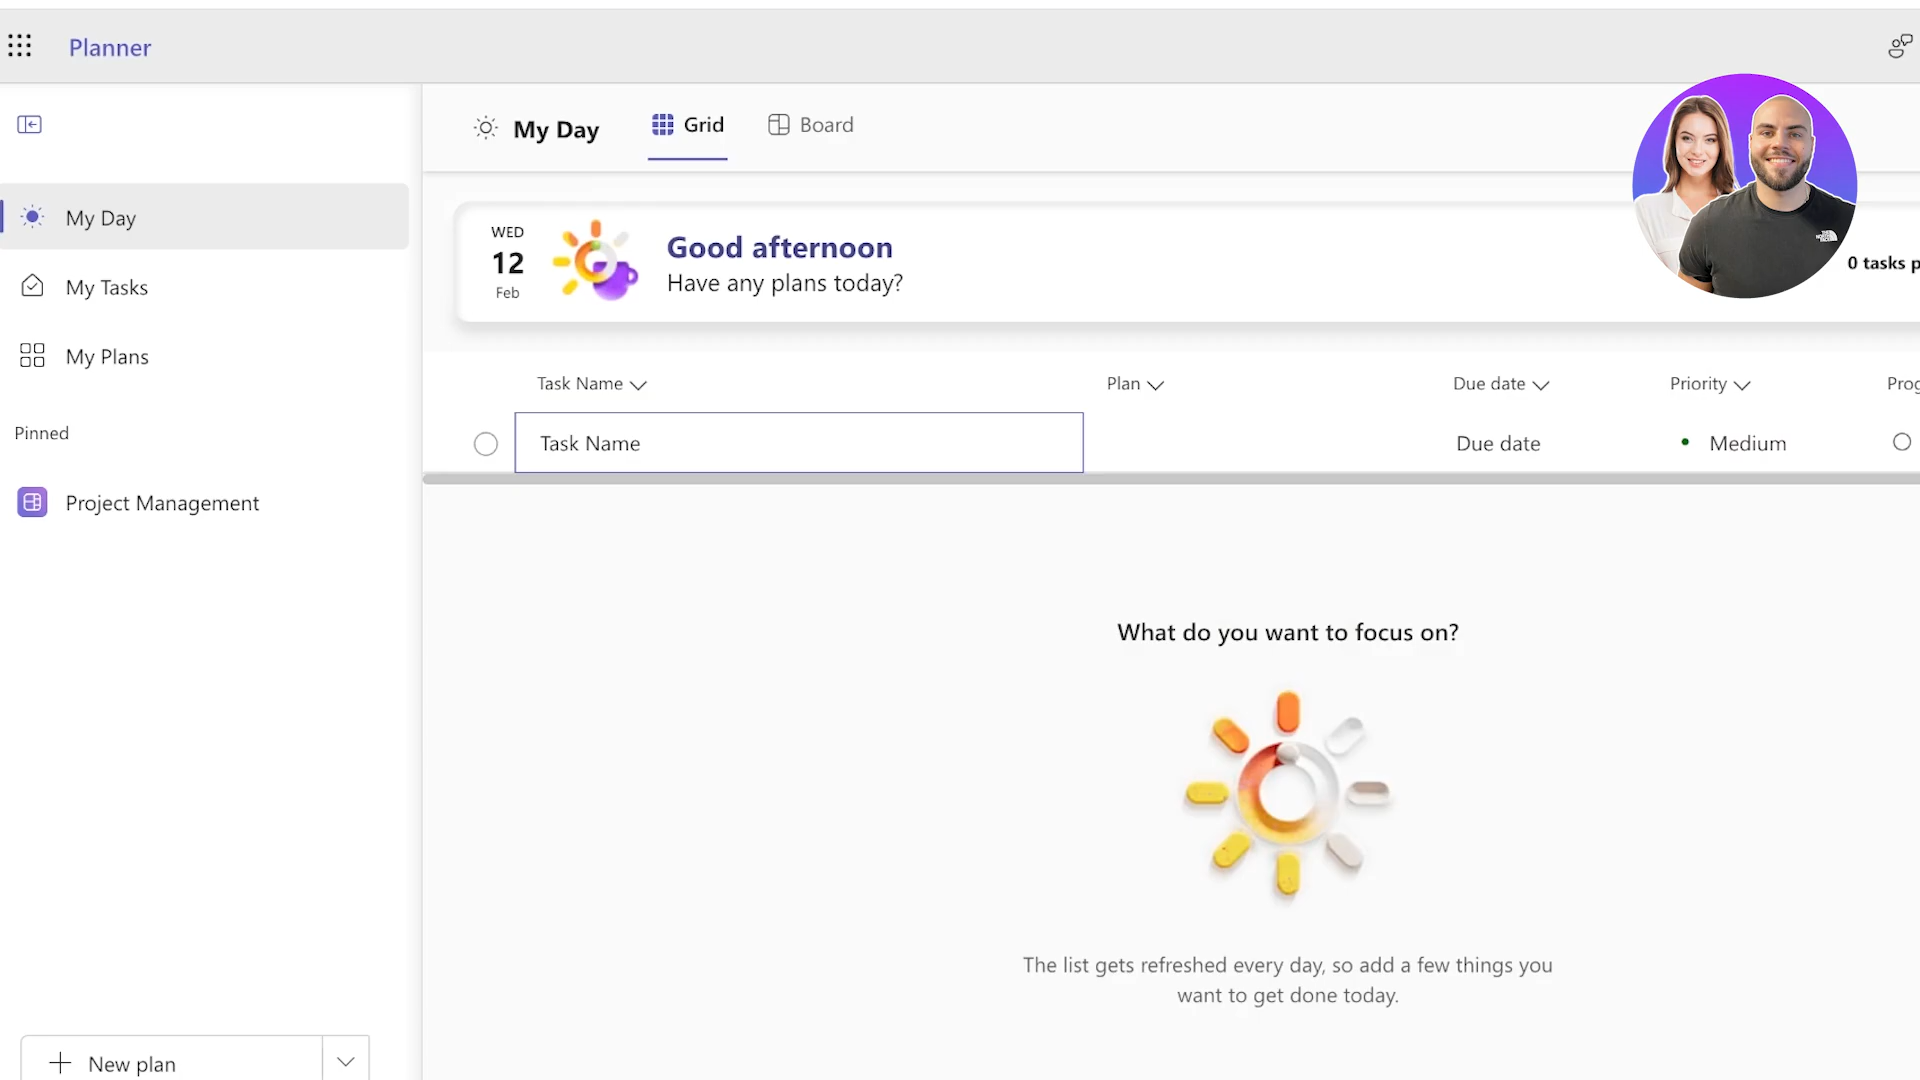 Planner
My Day
My Tasks
My Plans
Pinned
Project Management
New plan
My Day
Grid
Board
WED
12
Feb
Good afternoon
Have any plans today?
0 tasks p
Task Name
Plan
Due date
Priority
Prog
Task Name
Due date
Medium
What do you want to focus on?
The list gets refreshed every day, so add a few things you
want to get done today.